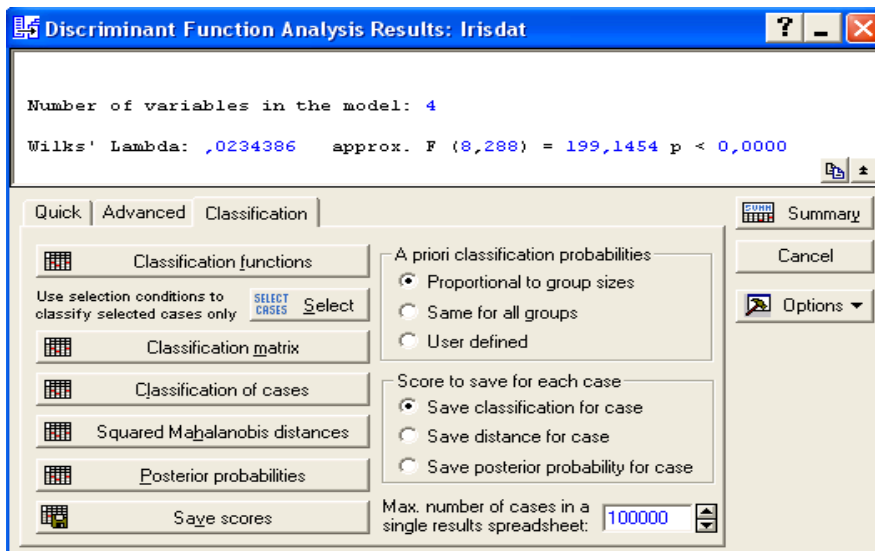 Discriminant Function Analysis Results: Irisdat
Number of variables in the model: 4
Wilks' Lambda: ,0234386 approx. F (8,288) = 199,1454 p < 0,0000
Quick Advanced Classification
Classification functions
Use selection conditions to
classify selected cases only
SELECT
CASES
Select
Classification matrix
Classification of cases
Squared Mahalanobis distances
Posterior probabilities
Save scores
A priori classification probabilities
Proportional to group sizes
Same for all groups
User defined
Score to save for each case
Save classification for case
Save distance for case
Save posterior probability for case
Max. number of cases in a
single results spreadsheet: 100000
SUMM
Summary
Cancel
Options